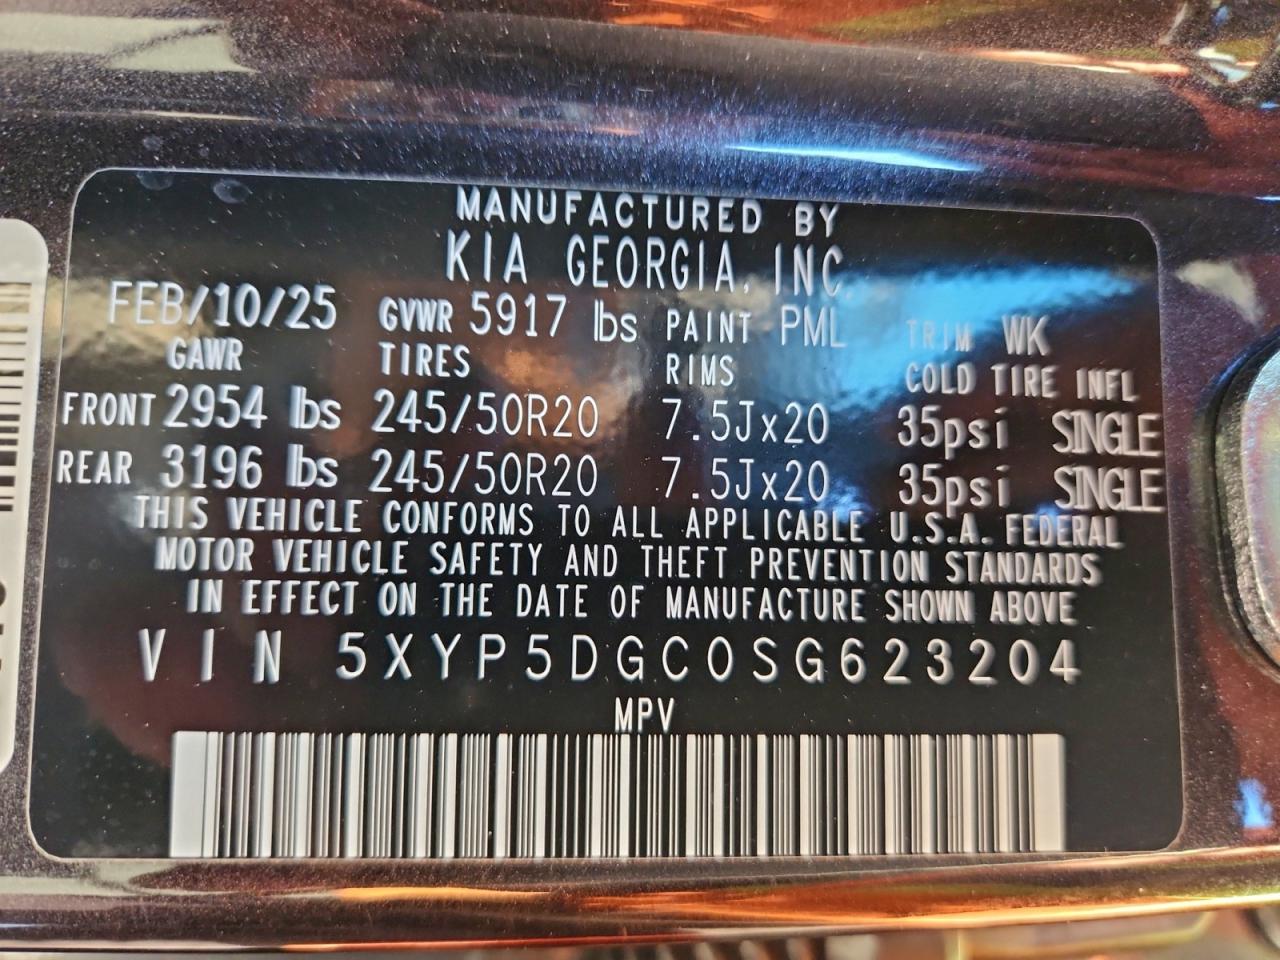 MANUFACTURED BY
KIA GEORGIA, INC.
FEB/10/25 GVWR 5917 lbs PAINT PML TRIM WK
GAWR TIRES RIMS COLD TIRE INFL
FRONT 2954 lbs 245/50R20 7.5Jx20 35psi SINGLE
REAR 3196 lbs 245/50R20 7.5Jx20 35psi SINGLE
THIS VEHICLE CONFORMS TO ALL APPLICABLE U.S.A. FEDERAL
MOTOR VEHICLE SAFETY AND THEFT PREVENTION STANDARDS
IN EFFECT ON THE DATE OF MANUFACTURE SHOWN ABOVE
VIN 5XYP5DGC0SG623204
MPV